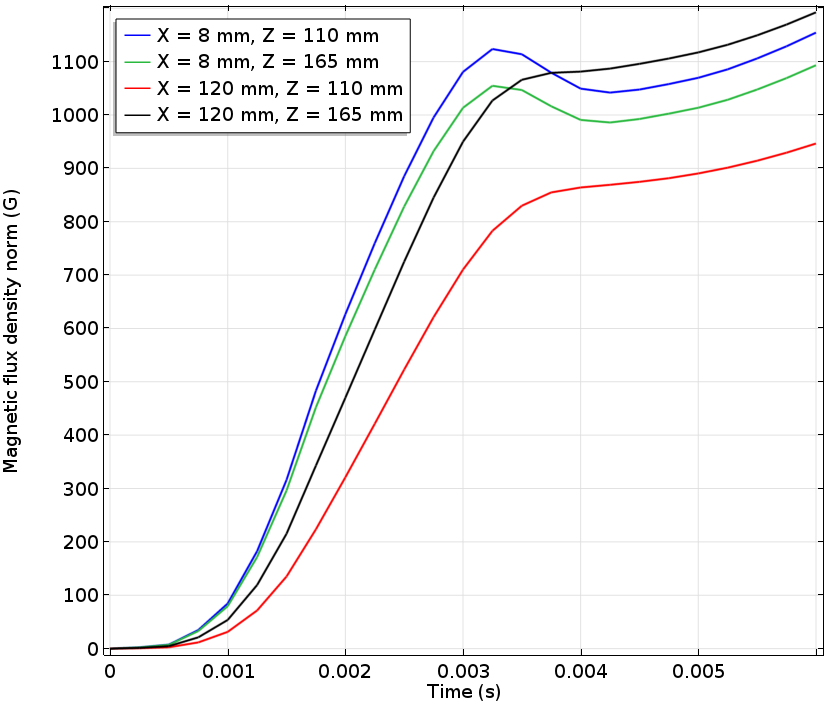 X = 8 mm, Z = 110 mm
X = 8 mm, Z = 165 mm
X = 120 mm, Z = 110 mm
X = 120 mm, Z = 165 mm
Magnetic flux density norm (G)
1100
1000
900
800
700
600
500
400
300
200
100
0
0 0.001 0.002 0.003 0.004 0.005
Time (s)